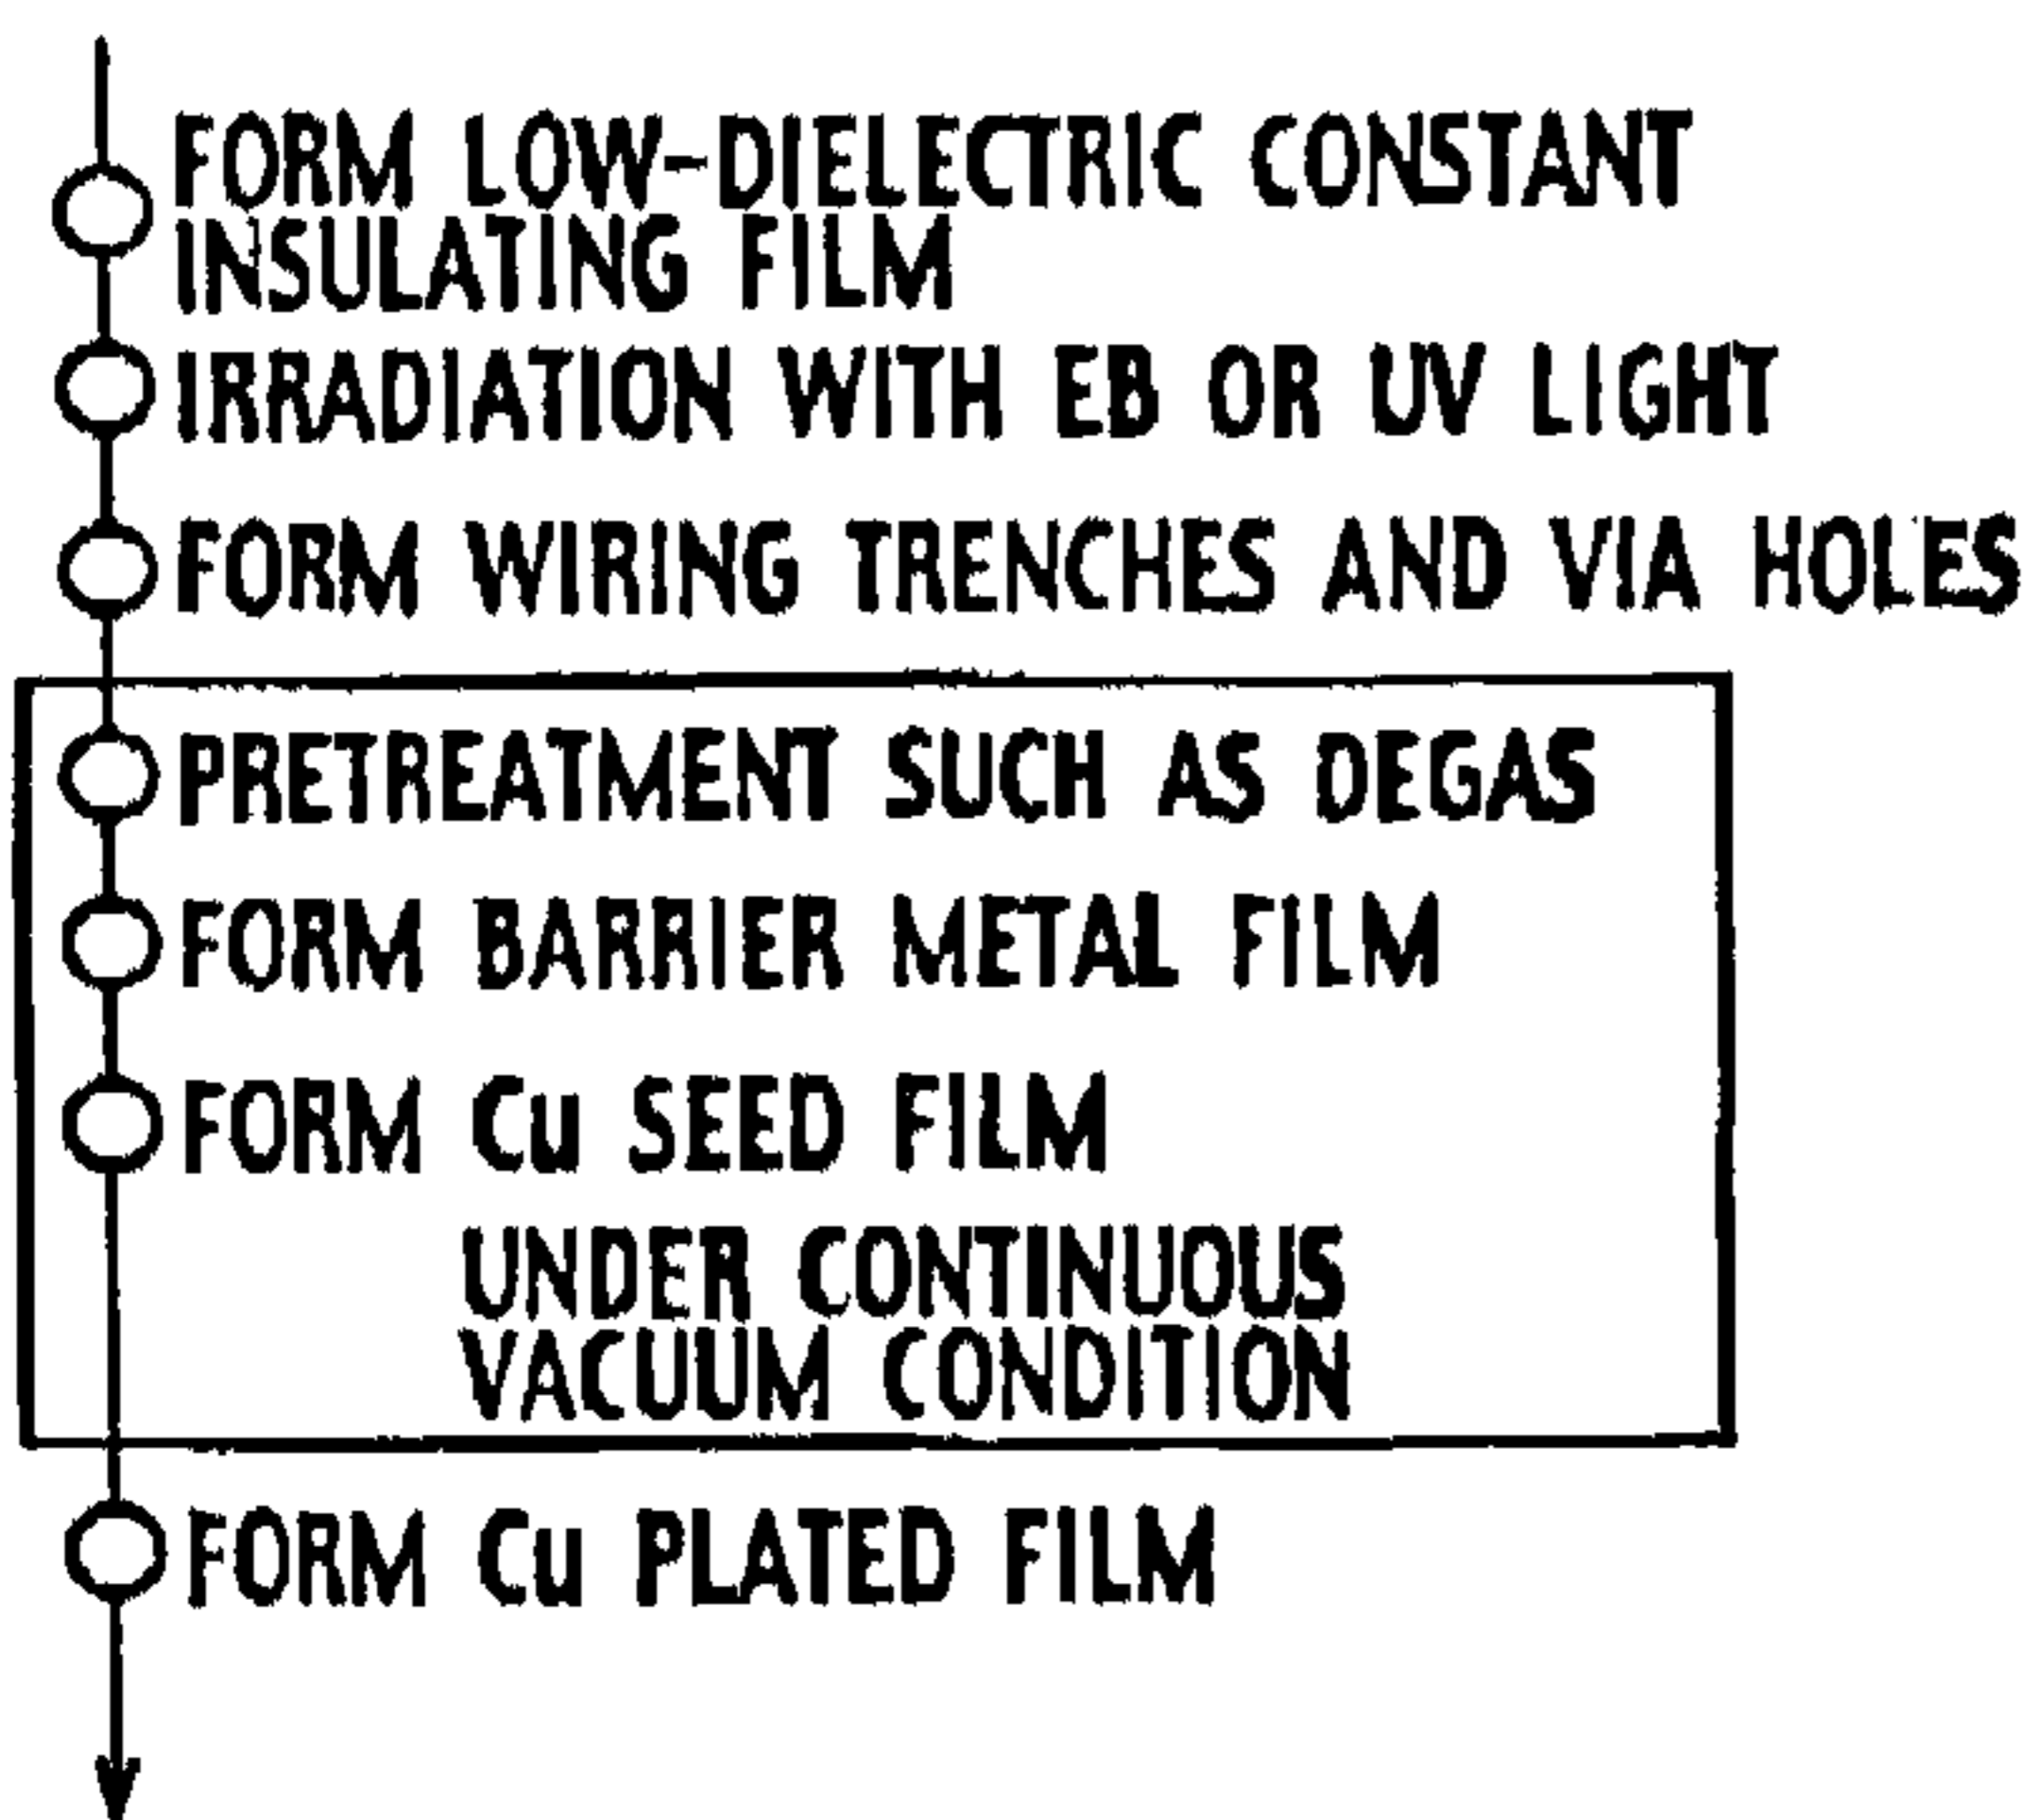 FORM LOW-DIELECTRIC CONSTANT
INSULATING FILM
IRRADIATION WITH EB OR UV LIGHT
FORM WIRING TRENCHES AND VIA HOLES
PRETREATMENT SUCH AS DEGAS
FORM BARRIER METAL FILM
FORM Cu SEED FILM
UNDER CONTINUOUS
VACUUM CONDITION
FORM Cu PLATED FILM